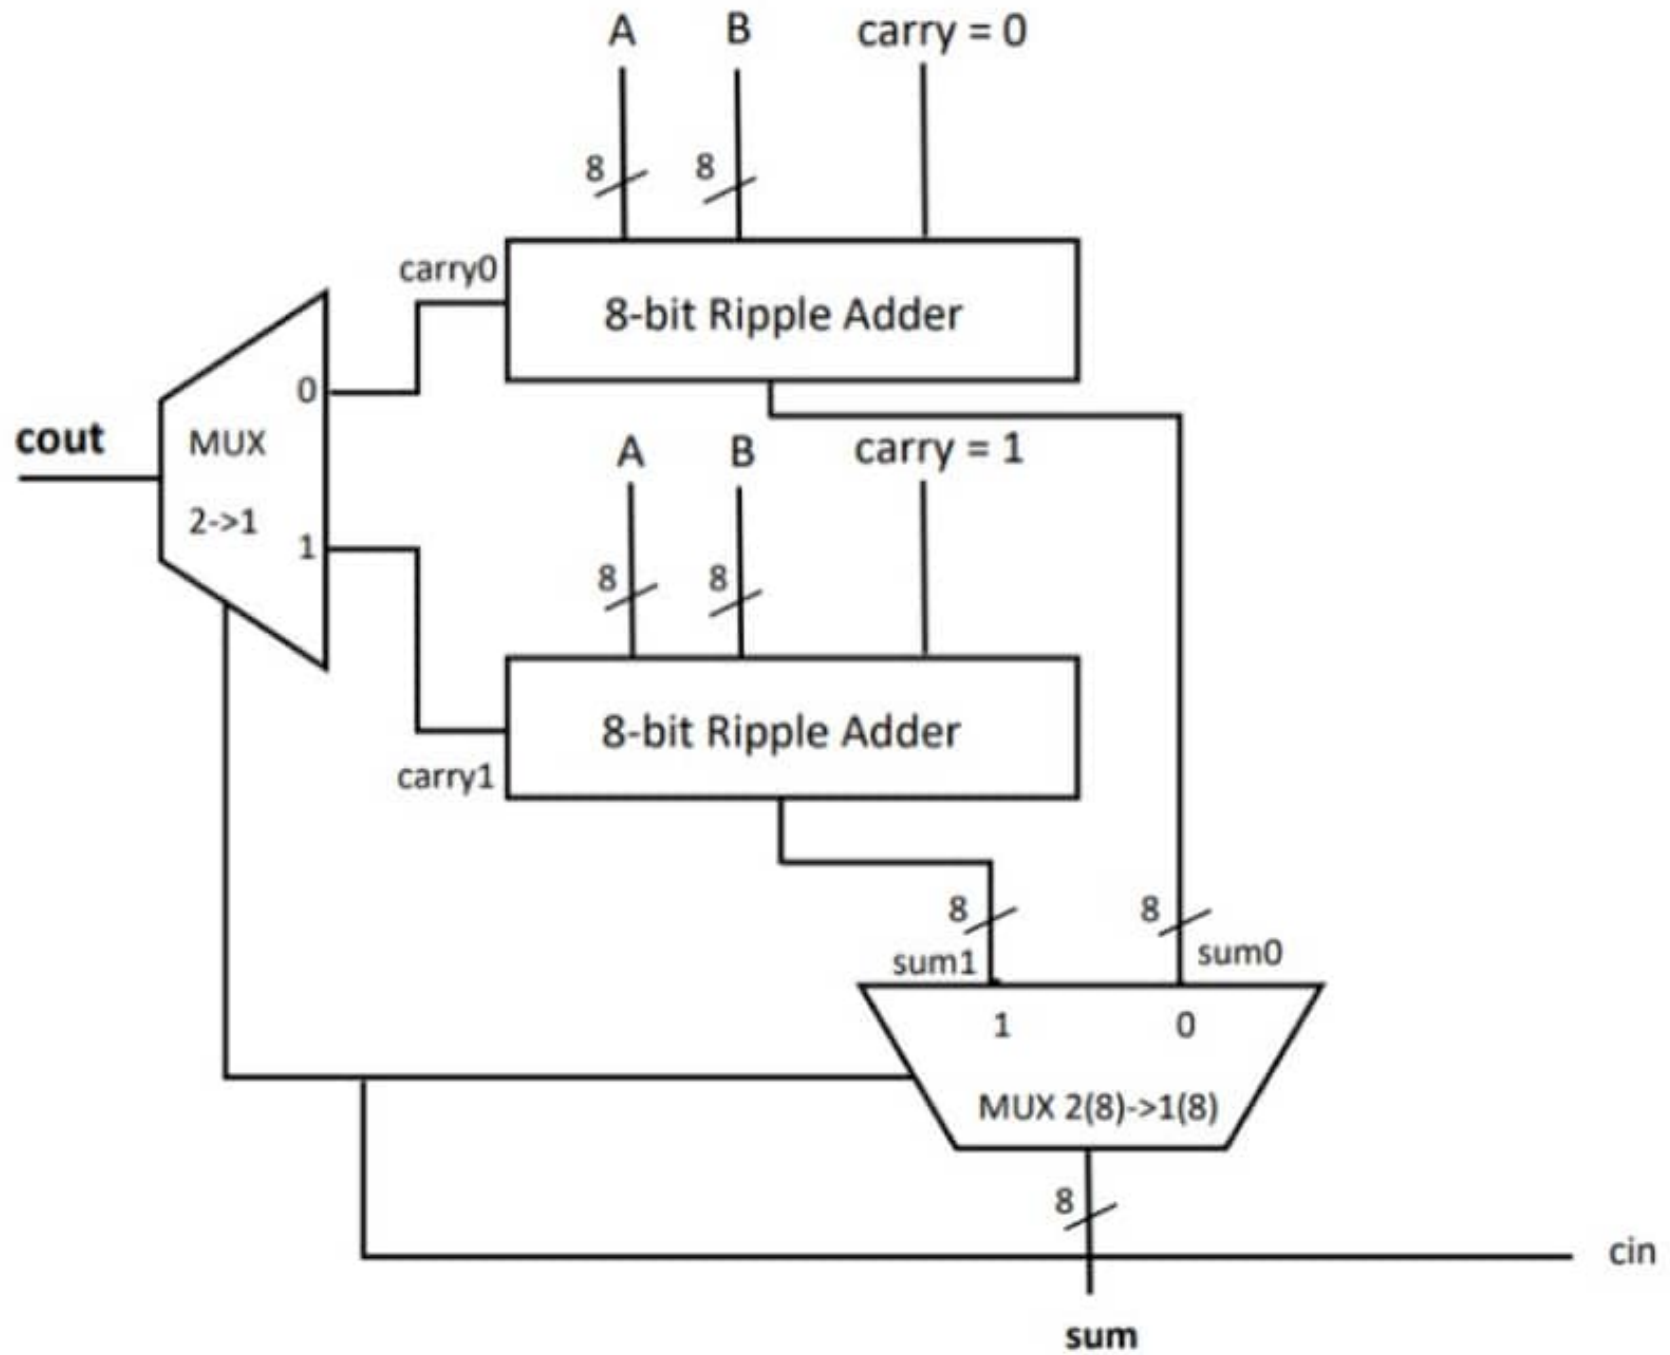 A B carry = 0
8 8
carry0
8-bit Ripple Adder
0
cout
MUX
2->1
1
A B carry = 1
8 8
8-bit Ripple Adder
carry1
8 8
sum1 sum0
1 0
MUX 2(8)->1(8)
8
cin
sum